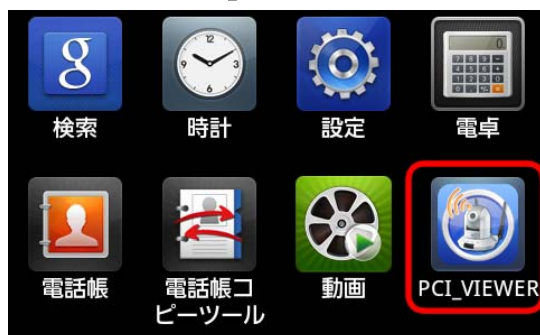 検索
時計
設定
電卓
電話帳
電話帳コ
ピーツール
動画
PCI_VIEWER